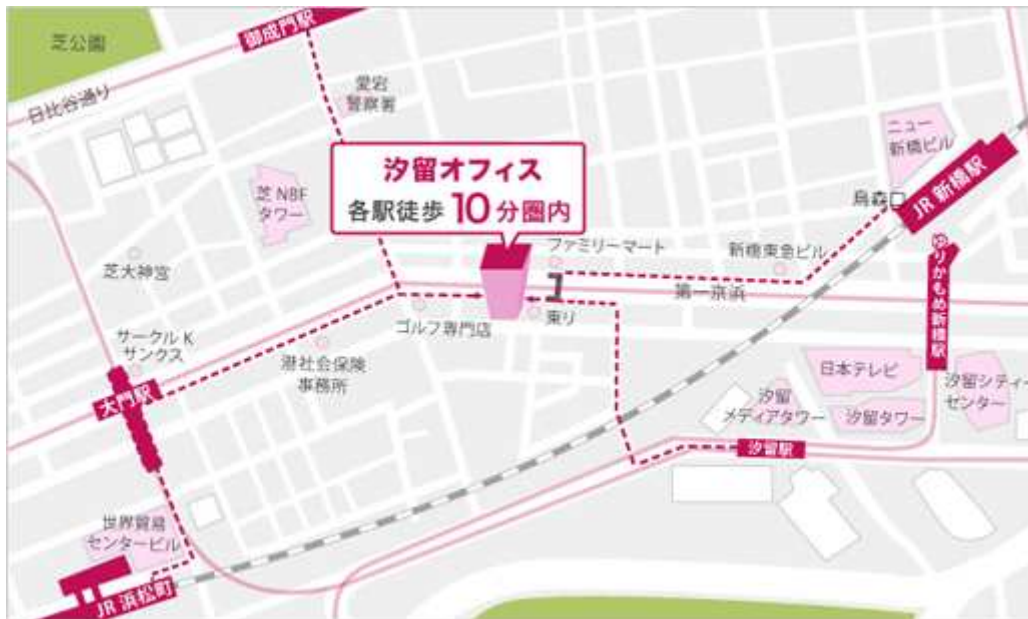 芝公園
御成門駅
日比谷通り
愛宕
警察署
ニュー
新橋ビル
汐留オフィス
各駅徒歩10分圏内
芝NBF
タワー
烏森口
JR 新橋駅
ファミリーマート
新橋東急ビル
芝大神宮
ゆりかもめ新橋駅
1
第一京浜
ゴルフ専門店
東リ
サークルK
サンクス
港社会保険
事務所
日本テレビ
汐留シティー
センター
大門駅
汐留
メディアタワー
汐留タワー
汐留駅
世界貿易
センタービル
JR 浜松町